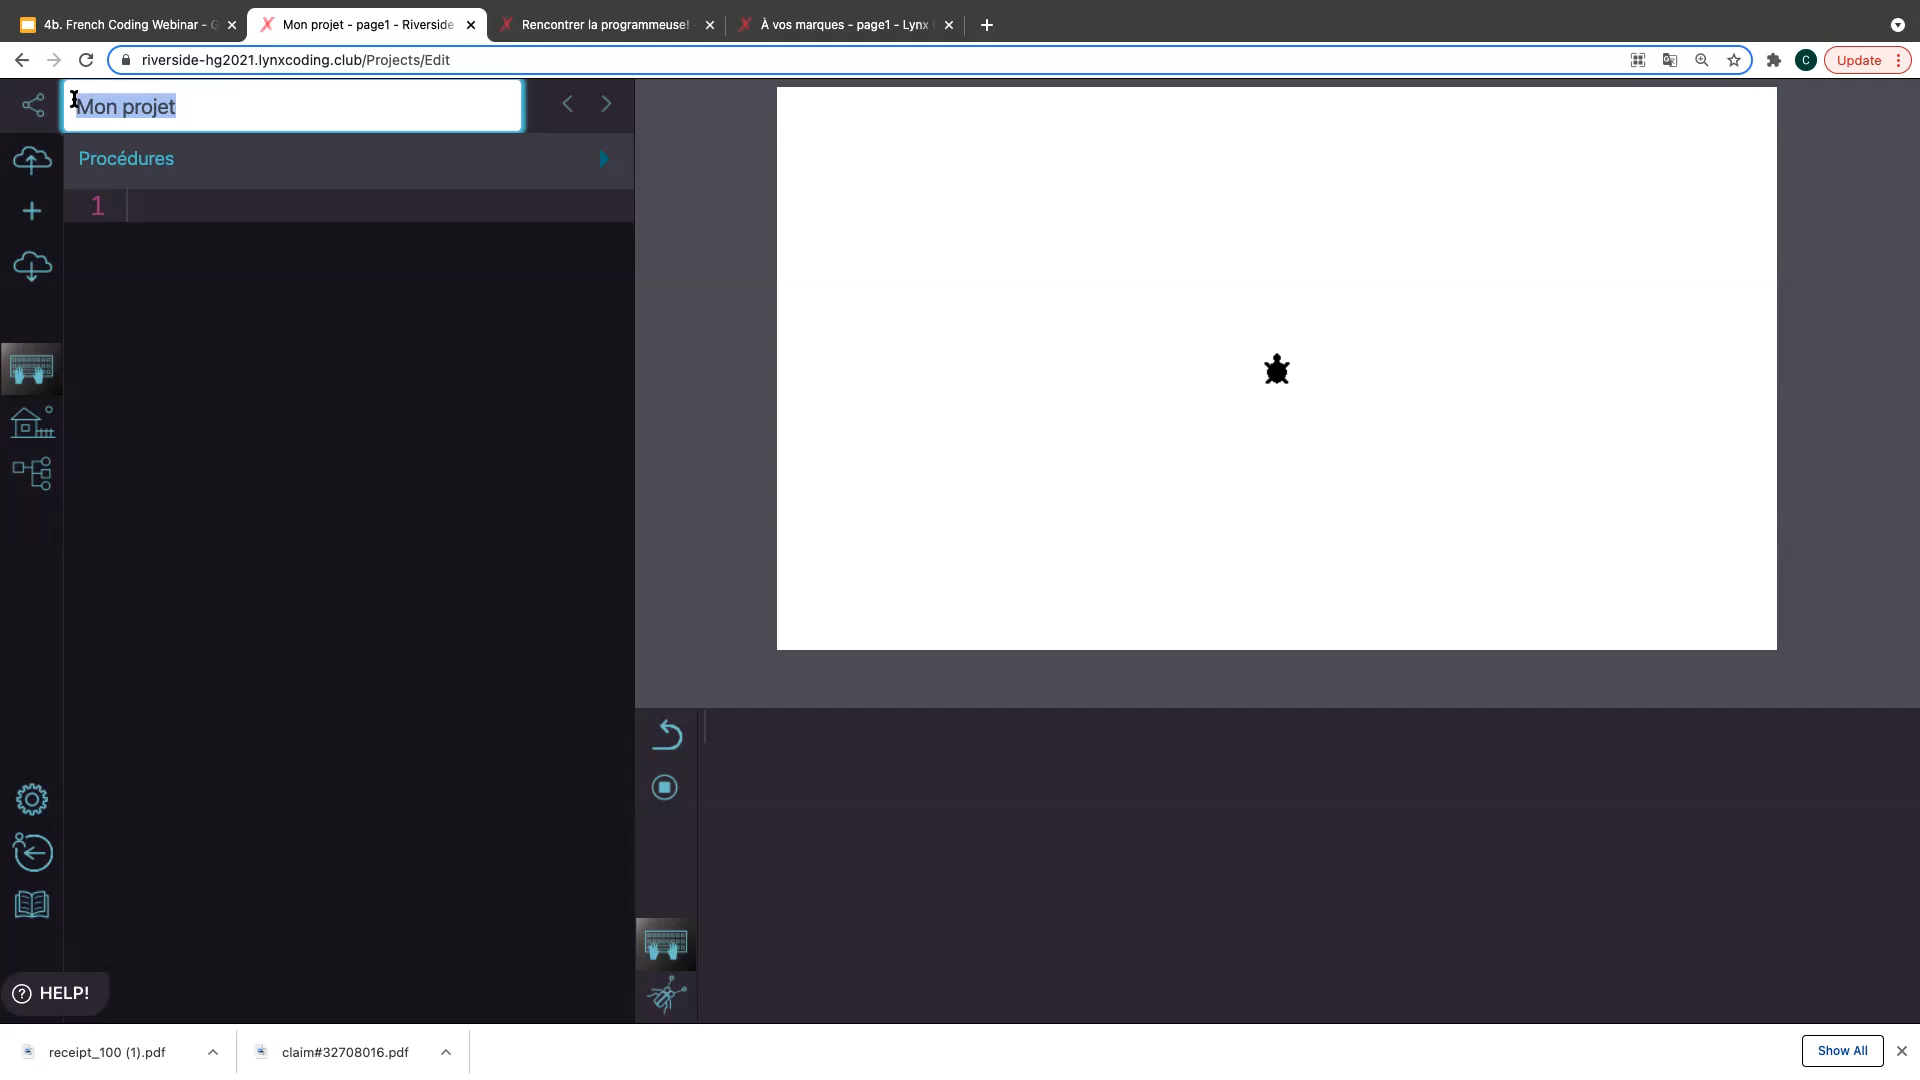 4b. French Coding Webinar - G
Mon projet - page1 - Riverside
Rencontrer la programmeuse!
À vos marques - page1 - Lynx
riverside-hg2021.lynxcoding.club/Projects/Edit
C
Update
Mon projet
Procédures
1
? HELP!
receipt_100 (1).pdf
claim#32708016.pdf
Show All